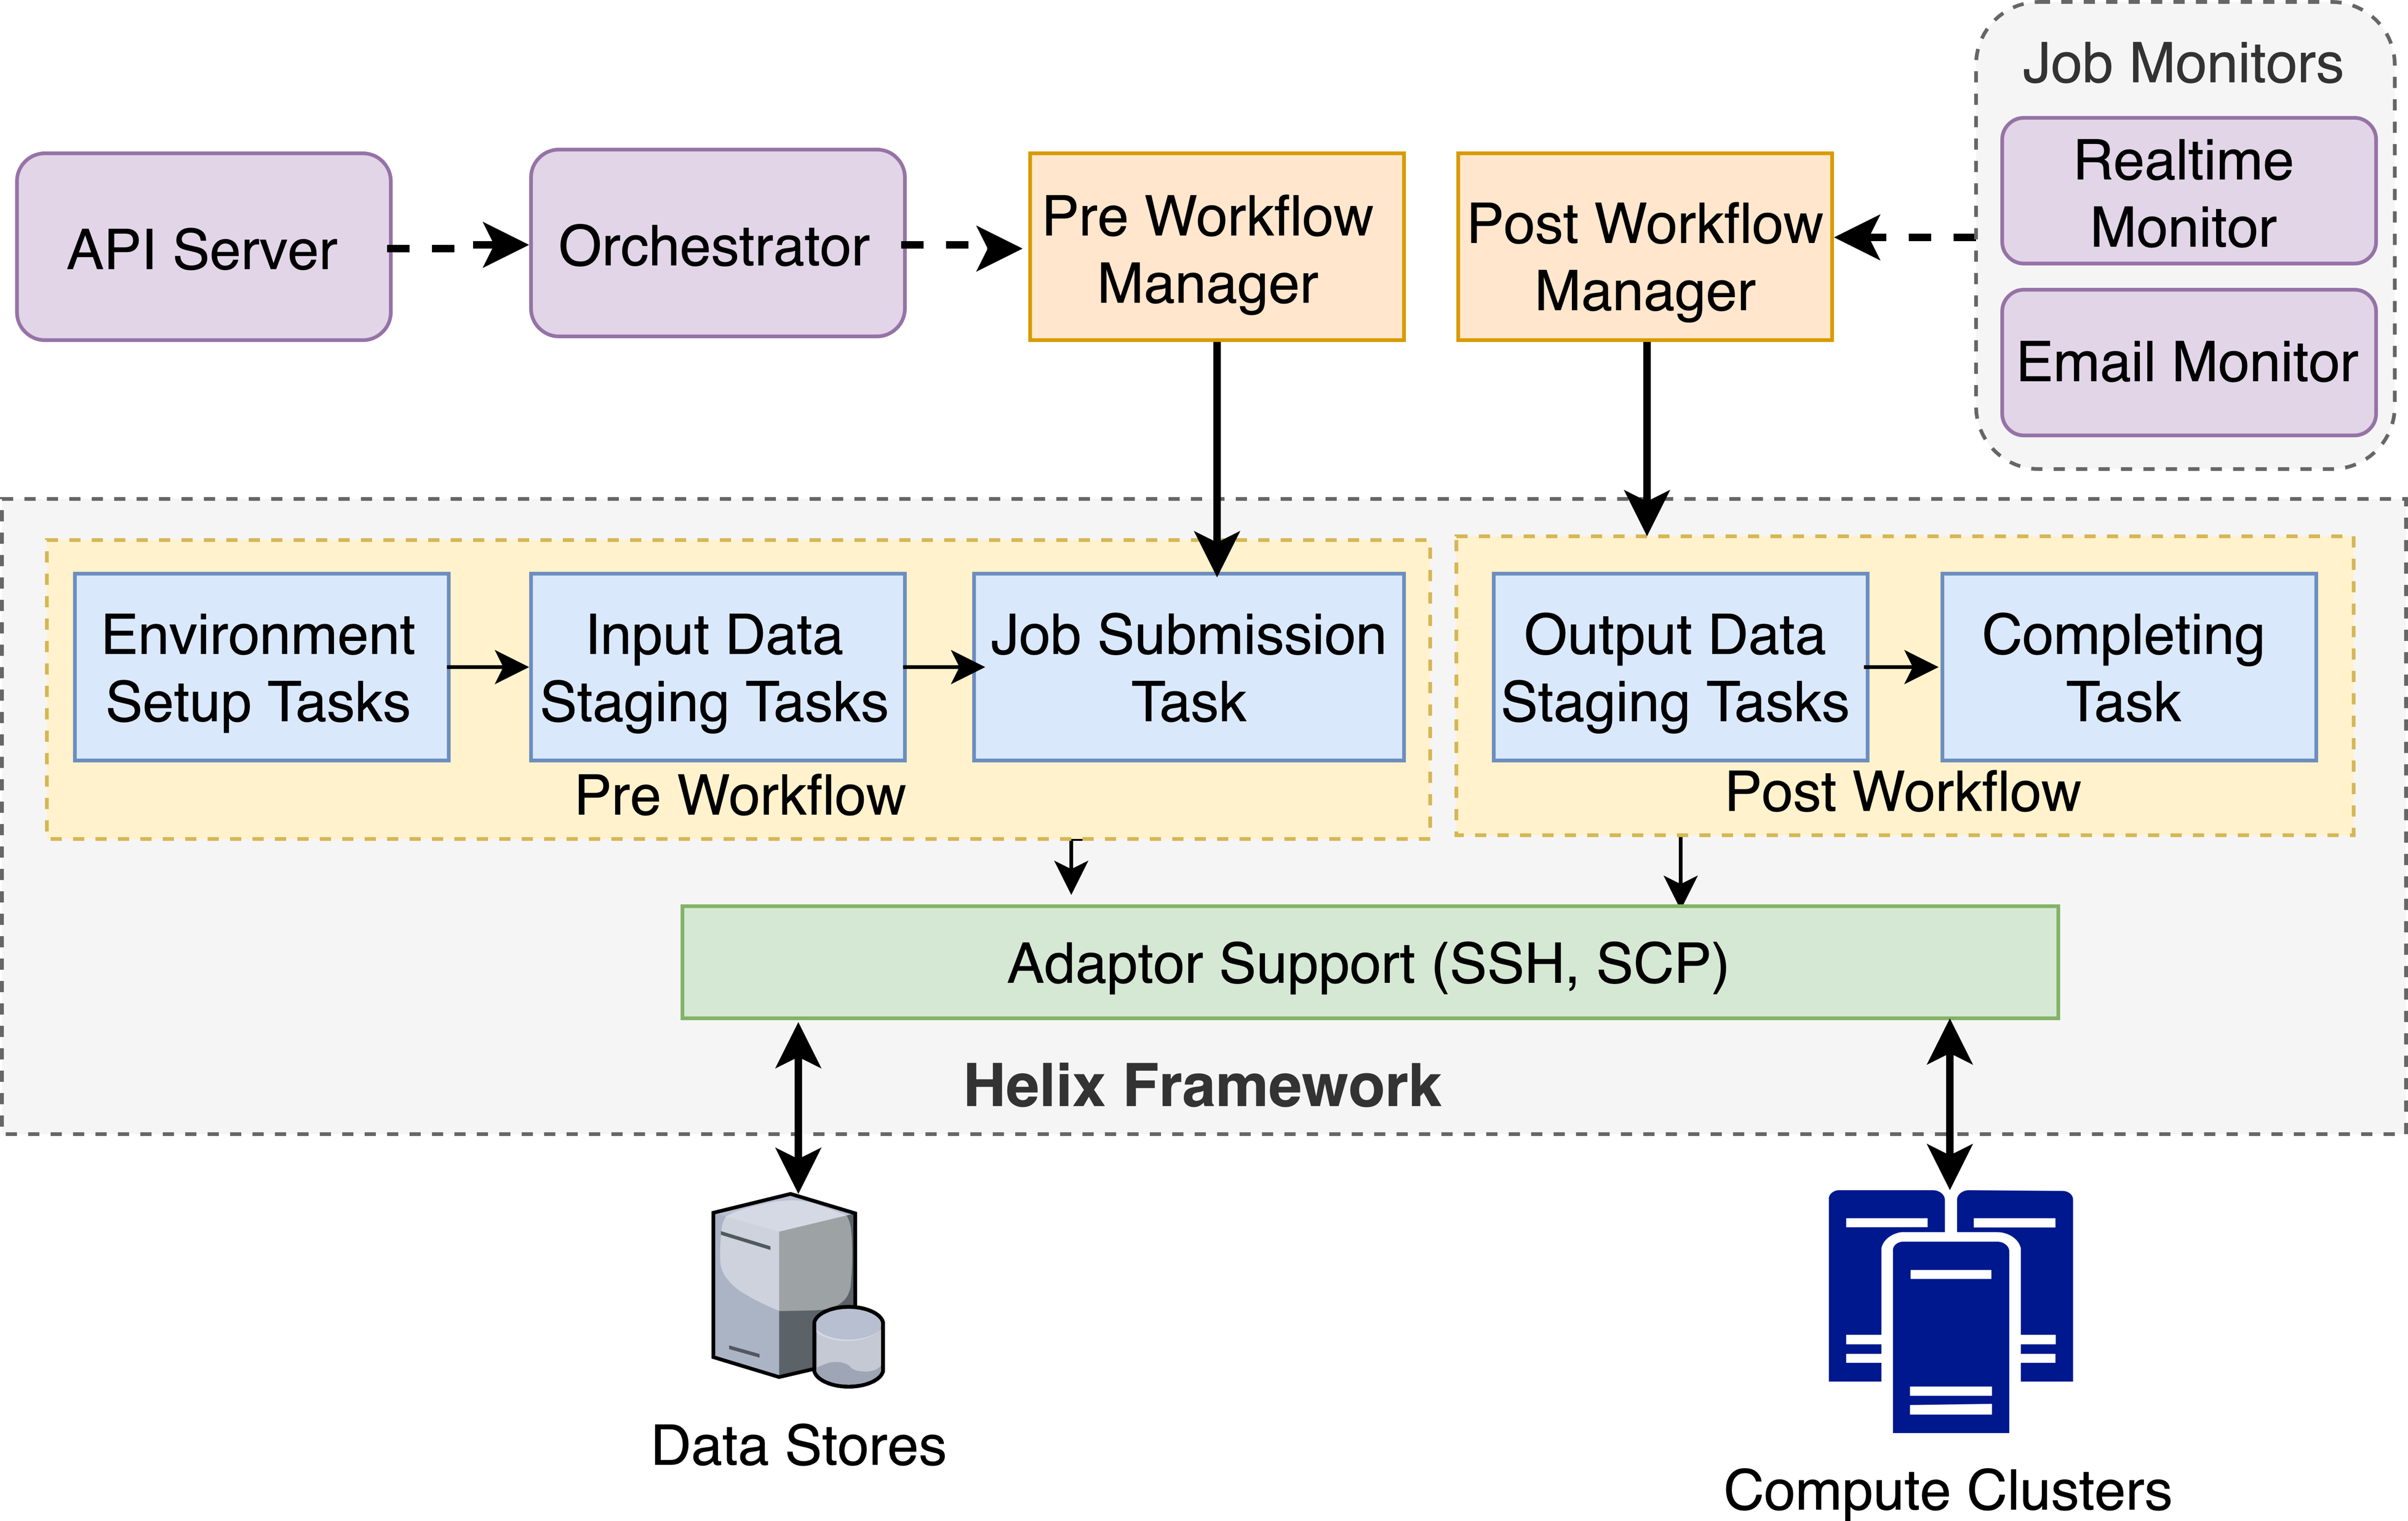 Job Monitors
Realtime
Monitor
Email Monitor
API Server
Orchestrator
Pre Workflow
Manager
Post Workflow
Manager
Environment
Setup Tasks
Input Data
Staging Tasks
Job Submission
Task
Pre Workflow
Output Data
Staging Tasks
Completing
Task
Post Workflow
Adaptor Support (SSH, SCP)
Helix Framework
Data Stores
Compute Clusters